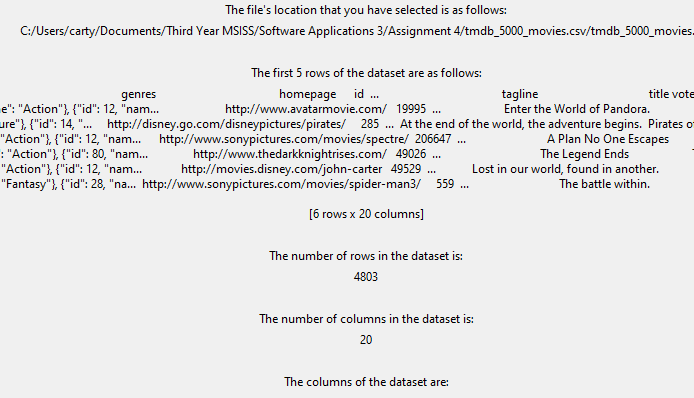 The file's location that you have selected is as follows:
C:/Users/carty/Documents/Third Year MSISS/Software Applications 3/Assignment 4/tmdb_5000_movies.csv/tmdb_5000_movies.
The first 5 rows of the dataset are as follows:
genres homepage id ... tagline title vote
e": "Action"}, {"id": 12, "nam... http://www.avatarmovie.com/ 19995 ... Enter the World of Pandora.
ure"}, {"id": 14, "... http://disney.go.com/disneypictures/pirates/ 285 ... At the end of the world, the adventure begins. Pirates of
"Action"}, {"id": 12, "nam... http://www.sonypictures.com/movies/spectre/ 206647 ... A Plan No One Escapes
: "Action"}, {"id": 80, "nam... http://www.thedarkknightrises.com/ 49026 ... The Legend Ends T
"Action"}, {"id": 12, "nam... http://movies.disney.com/john-carter 49529 ... Lost in our world, found in another.
"Fantasy"}, {"id": 28, "na... http://www.sonypictures.com/movies/spider-man3/ 559 ... The battle within.
[6 rows x 20 columns]
The number of rows in the dataset is:
4803
The number of columns in the dataset is:
20
The columns of the dataset are: